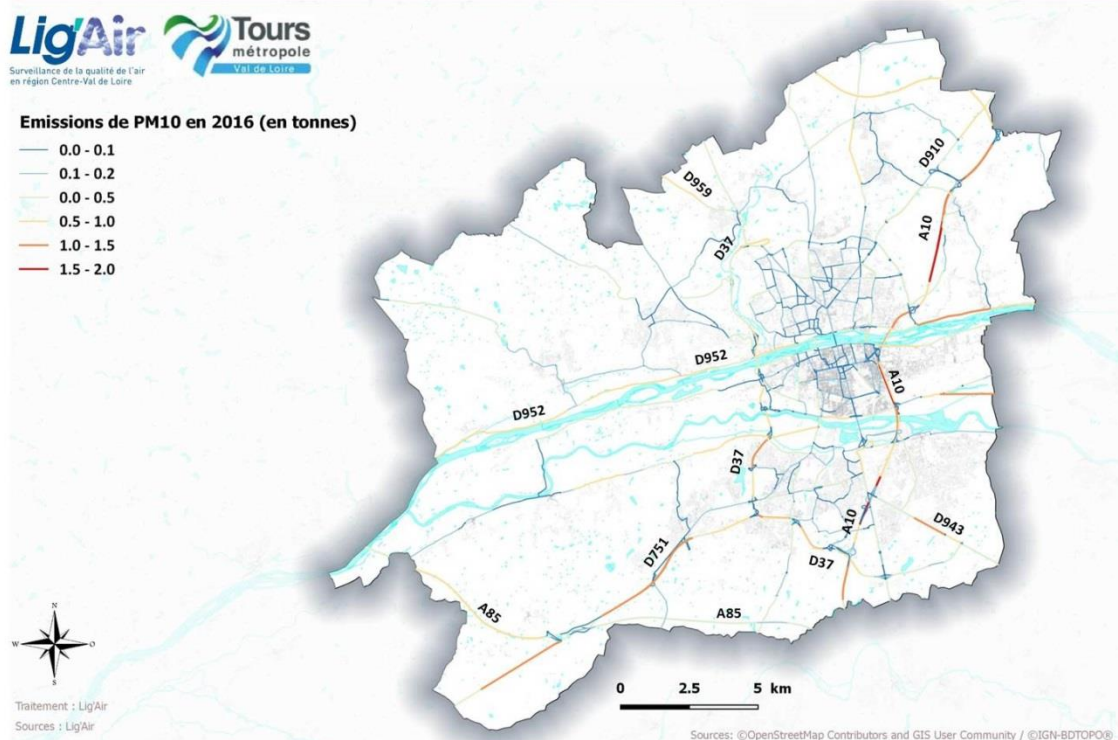 Lig'Air
Surveillance de la qualité de l'air
en région Centre-Val de Loire
Tours
métropole
Val de Loire
Emissions de PM10 en 2016 (en tonnes)
0.0 - 0.1
0.1 - 0.2
0.0 - 0.5
0.5 - 1.0
1.0 - 1.5
1.5 - 2.0
D910
D959
A10
D37
D952
A10
D952
D37
A10
D943
D751
D37
A85
A85
N
W
O
S
0 2.5 5 km
Traitement : Lig'Air
Sources : Lig'Air
Sources: ©OpenStreetMap Contributors and GIS User Community / ©IGN-BDTOPO®